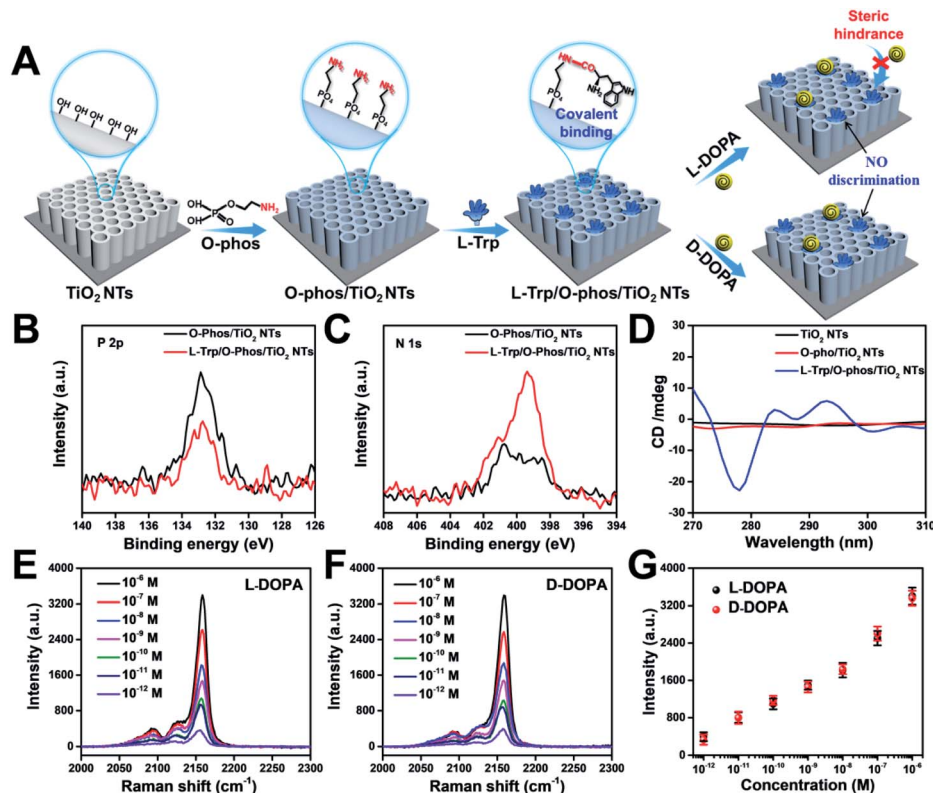 A
OH
OH
OH
OH
OH
TiO2 NTs
OH
OH
P
O
O
NH2
O-phos
NH2
NH2
NH2
PO4
PO4
PO4
O-phos/TiO2 NTs
L-Trp
HN-CO
NH2
NH
PO4
Covalent
binding
L-Trp/O-phos/TiO2 NTs
L-DOPA
D-DOPA
Steric
hindrance
NO
discrimination
B
P 2p
O-Phos/TiO2 NTs
L-Trp/O-Phos/TiO2 NTs
Intensity (a.u.)
140 138 136 134 132 130 128 126
Binding energy (eV)
C
N 1s
O-Phos/TiO2 NTs
L-Trp/O-Phos/TiO2 NTs
Intensity (a.u.)
408 406 404 402 400 398 396 394
Binding energy (eV)
D
TiO2 NTs
O-pho/TiO2 NTs
L-Trp/O-phos/TiO2 NTs
CD /mdeg
30
20
10
0
-10
-20
-30
270 280 290 300 310
Wavelength (nm)
E
L-DOPA
10-6 M
10-7 M
10-8 M
10-9 M
10-10 M
10-11 M
10-12 M
Intensity (a.u.)
4000
3200
2400
1600
800
0
2000 2050 2100 2150 2200 2250 2300
Raman shift (cm-1)
F
D-DOPA
10-6 M
10-7 M
10-8 M
10-9 M
10-10 M
10-11 M
10-12 M
Intensity (a.u.)
4000
3200
2400
1600
800
0
2000 2050 2100 2150 2200 2250 2300
Raman shift (cm-1)
G
L-DOPA
D-DOPA
Intensity (a.u.)
4000
3200
2400
1600
800
0
10-12 10-11 10-10 10-9 10-8 10-7 10-6
Concentration (M)